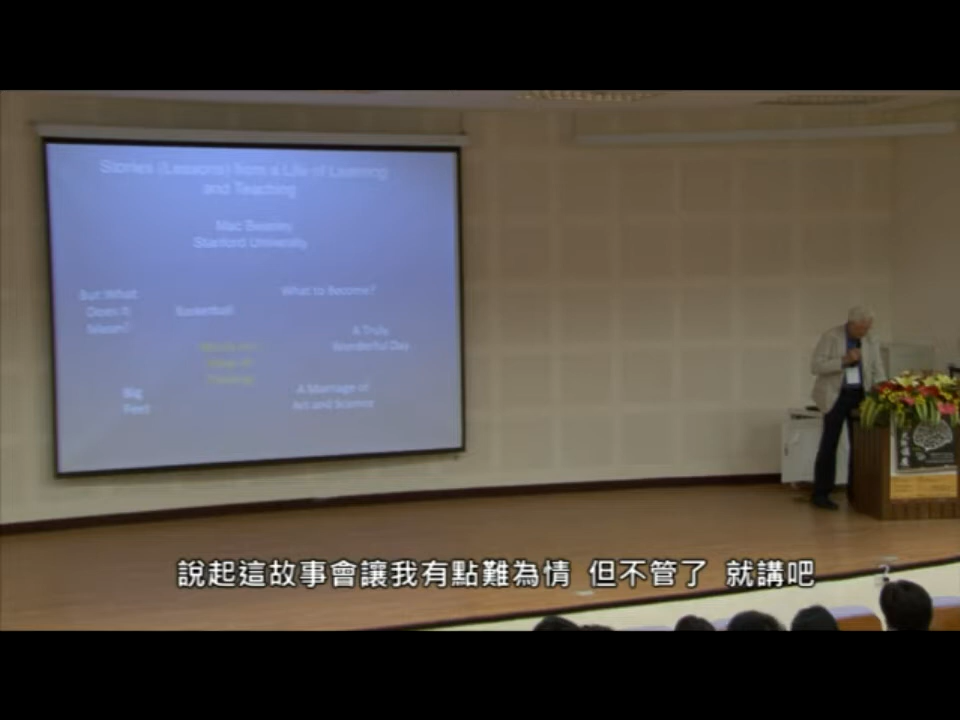 Stories (Lessons) from a Life of Learning
and Teaching
Mac Beasley
Stanford University
But What
Does It
Mean?
Basketball
What to Become?
A Truly
Wonderful Day
Big
Feet
A Marriage of
Art and Science
說起這故事會讓我有點難為情 但不管了 就講吧